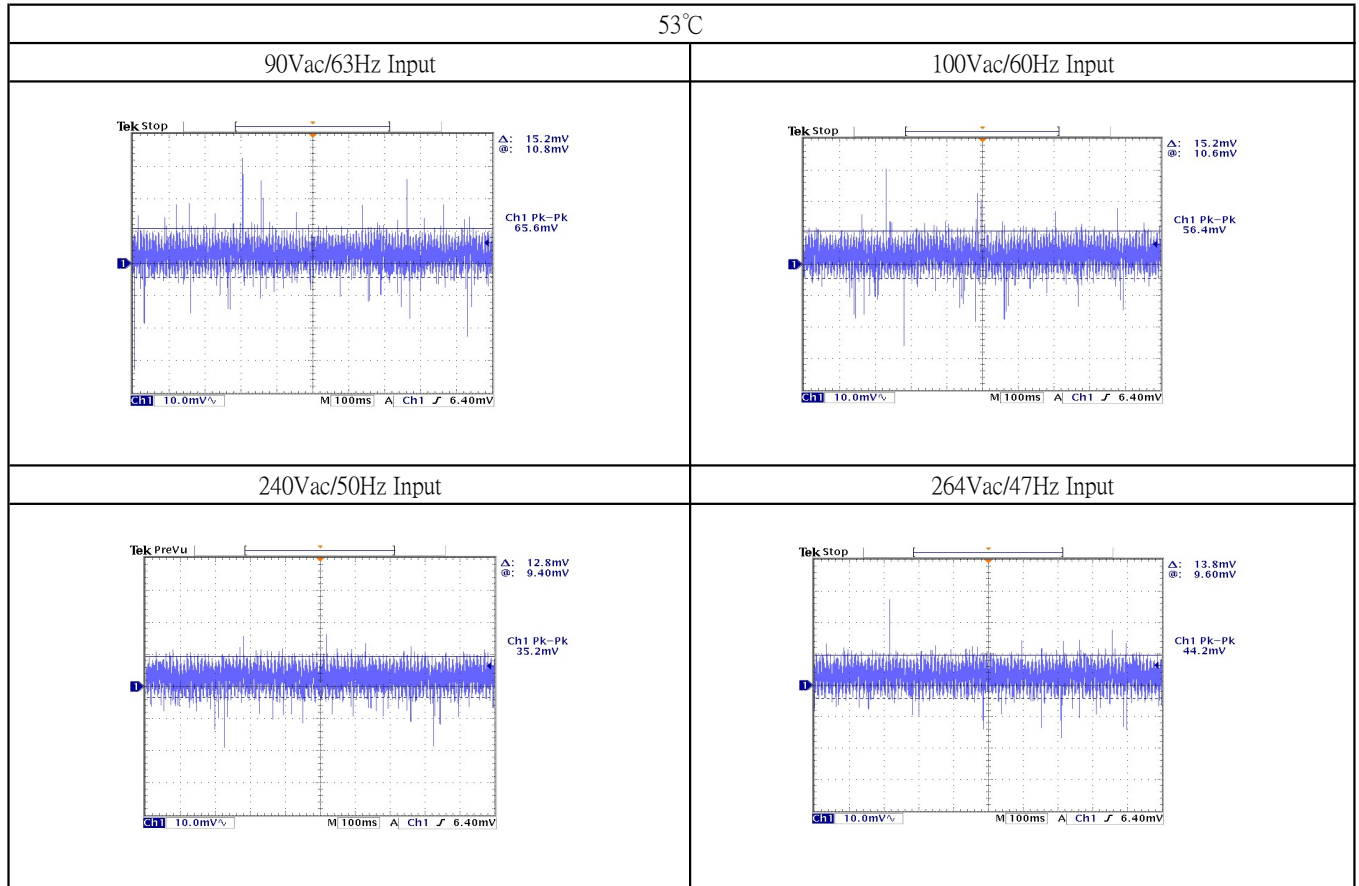 53℃
90Vac/63Hz Input
100Vac/60Hz Input
Tek Stop
Δ: 15.2mV
@: 10.8mV
Ch1 Pk–Pk
65.6mV
1
Ch1 10.0mV∿ M 100ms A Ch1 ʃ 6.40mV
Tek Stop
Δ: 15.2mV
@: 10.6mV
Ch1 Pk–Pk
56.4mV
1
Ch1 10.0mV∿ M 100ms A Ch1 ʃ 6.40mV
240Vac/50Hz Input
264Vac/47Hz Input
Tek PreVu
Δ: 12.8mV
@: 9.40mV
Ch1 Pk–Pk
35.2mV
1
Ch1 10.0mV∿ M 100ms A Ch1 ʃ 6.40mV
Tek Stop
Δ: 13.8mV
@: 9.60mV
Ch1 Pk–Pk
44.2mV
1
Ch1 10.0mV∿ M 100ms A Ch1 ʃ 6.40mV